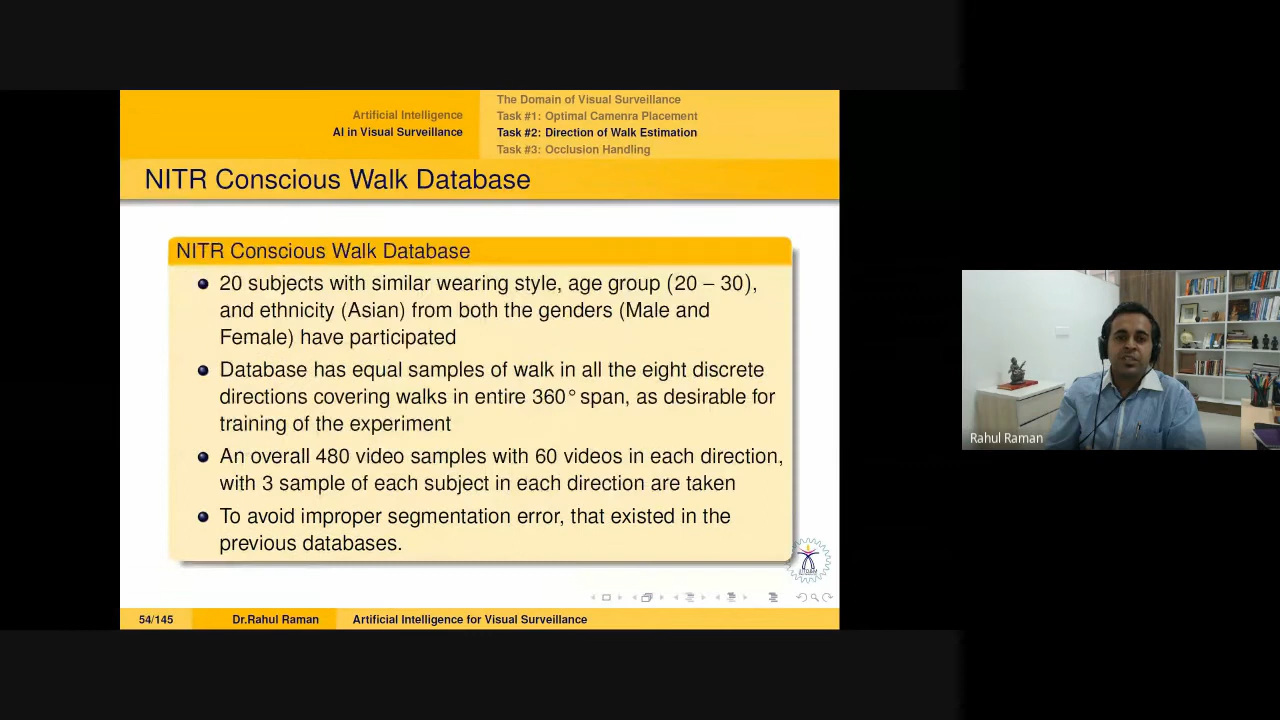 Artificial Intelligence
AI in Visual Surveillance
The Domain of Visual Surveillance
Task #1: Optimal Camenra Placement
Task #2: Direction of Walk Estimation
Task #3: Occlusion Handling
NITR Conscious Walk Database
NITR Conscious Walk Database
20 subjects with similar wearing style, age group (20 – 30),
and ethnicity (Asian) from both the genders (Male and
Female) have participated
Database has equal samples of walk in all the eight discrete
directions covering walks in entire 360° span, as desirable for
training of the experiment
An overall 480 video samples with 60 videos in each direction,
with 3 sample of each subject in each direction are taken
To avoid improper segmentation error, that existed in the
previous databases.
54/145
Dr.Rahul Raman
Artificial Intelligence for Visual Surveillance
Rahul Raman